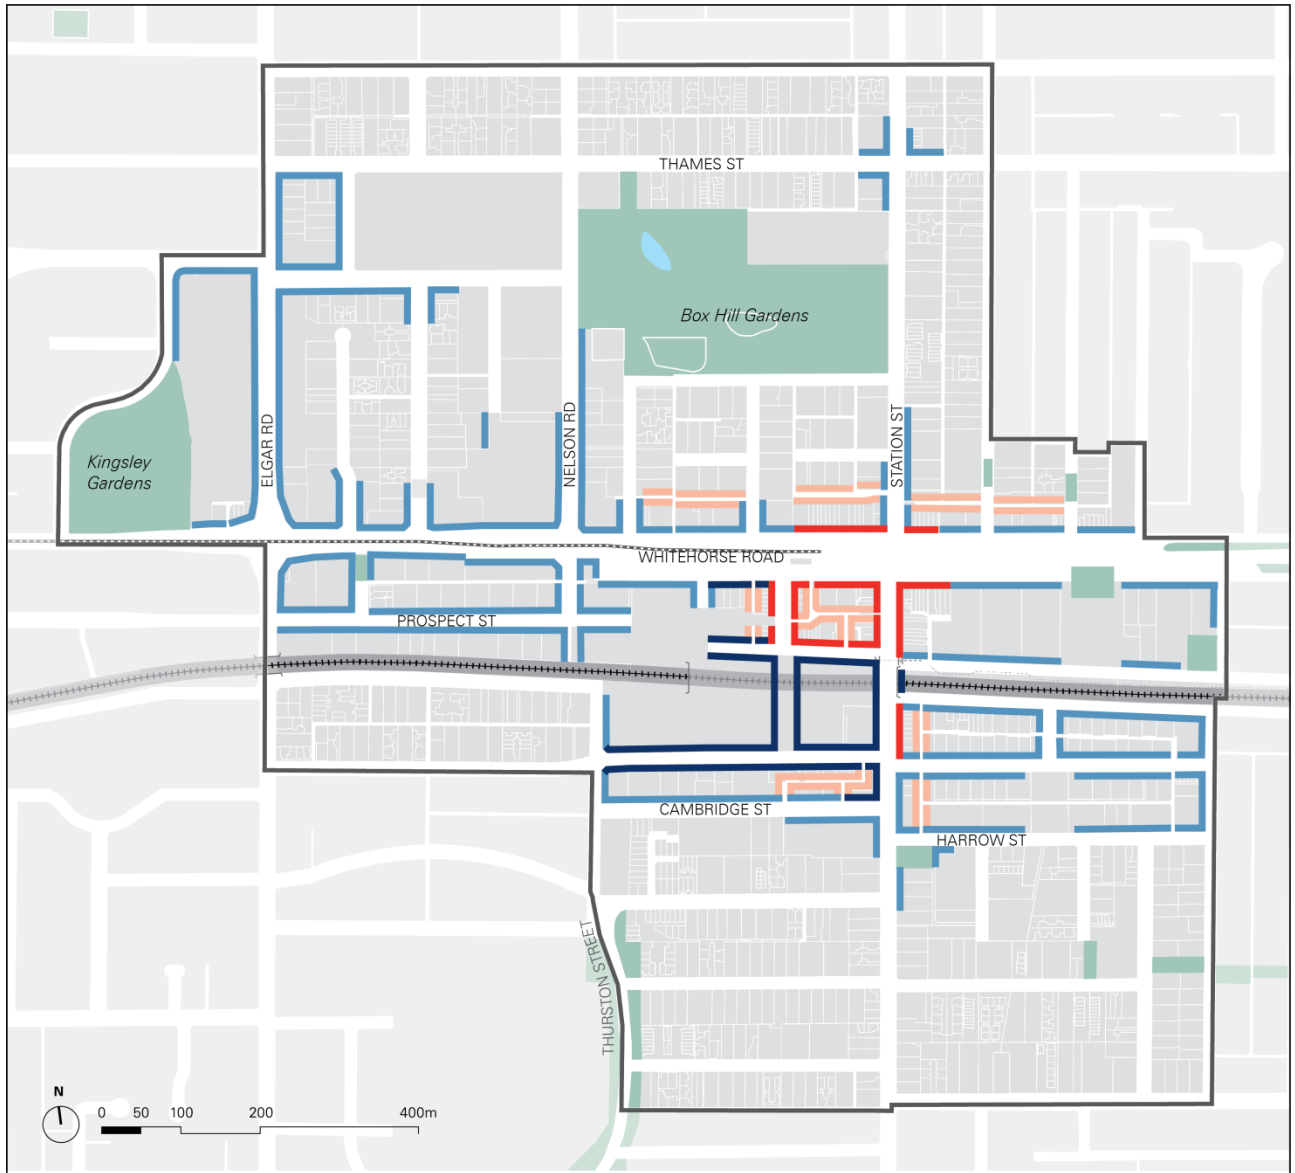 THAMES ST
Box Hill Gardens
ELGAR RD
NELSON RD
STATION ST
Kingsley
Gardens
WHITEHORSE ROAD
PROSPECT ST
CAMBRIDGE ST
HARROW ST
THURSTON STREET
N
0 50 100 200 400m